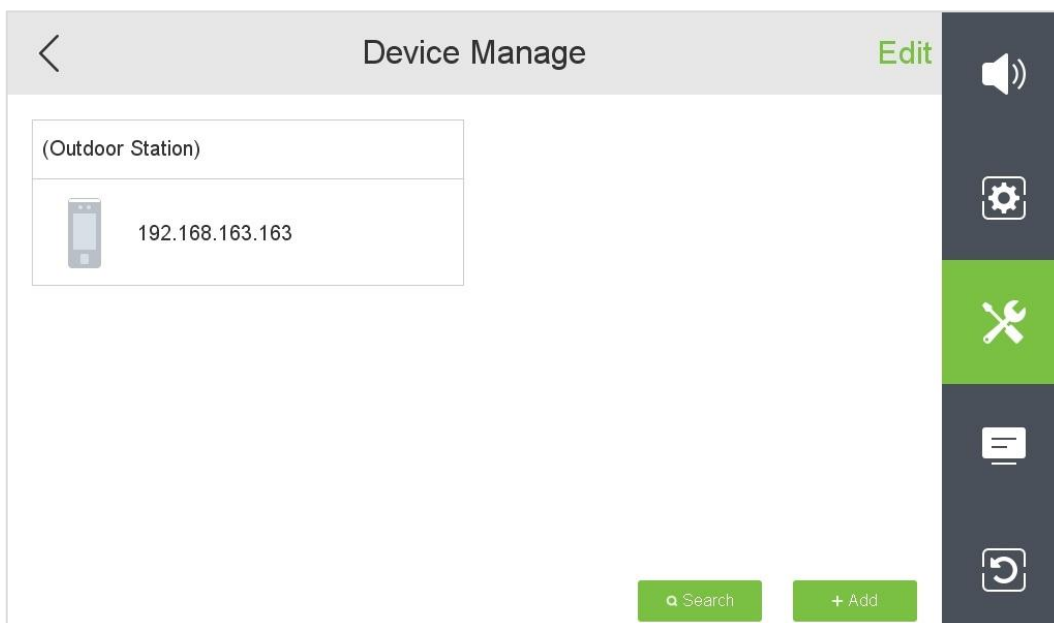 Device Manage
Edit
(Outdoor Station)
192.168.163.163
Search
+ Add